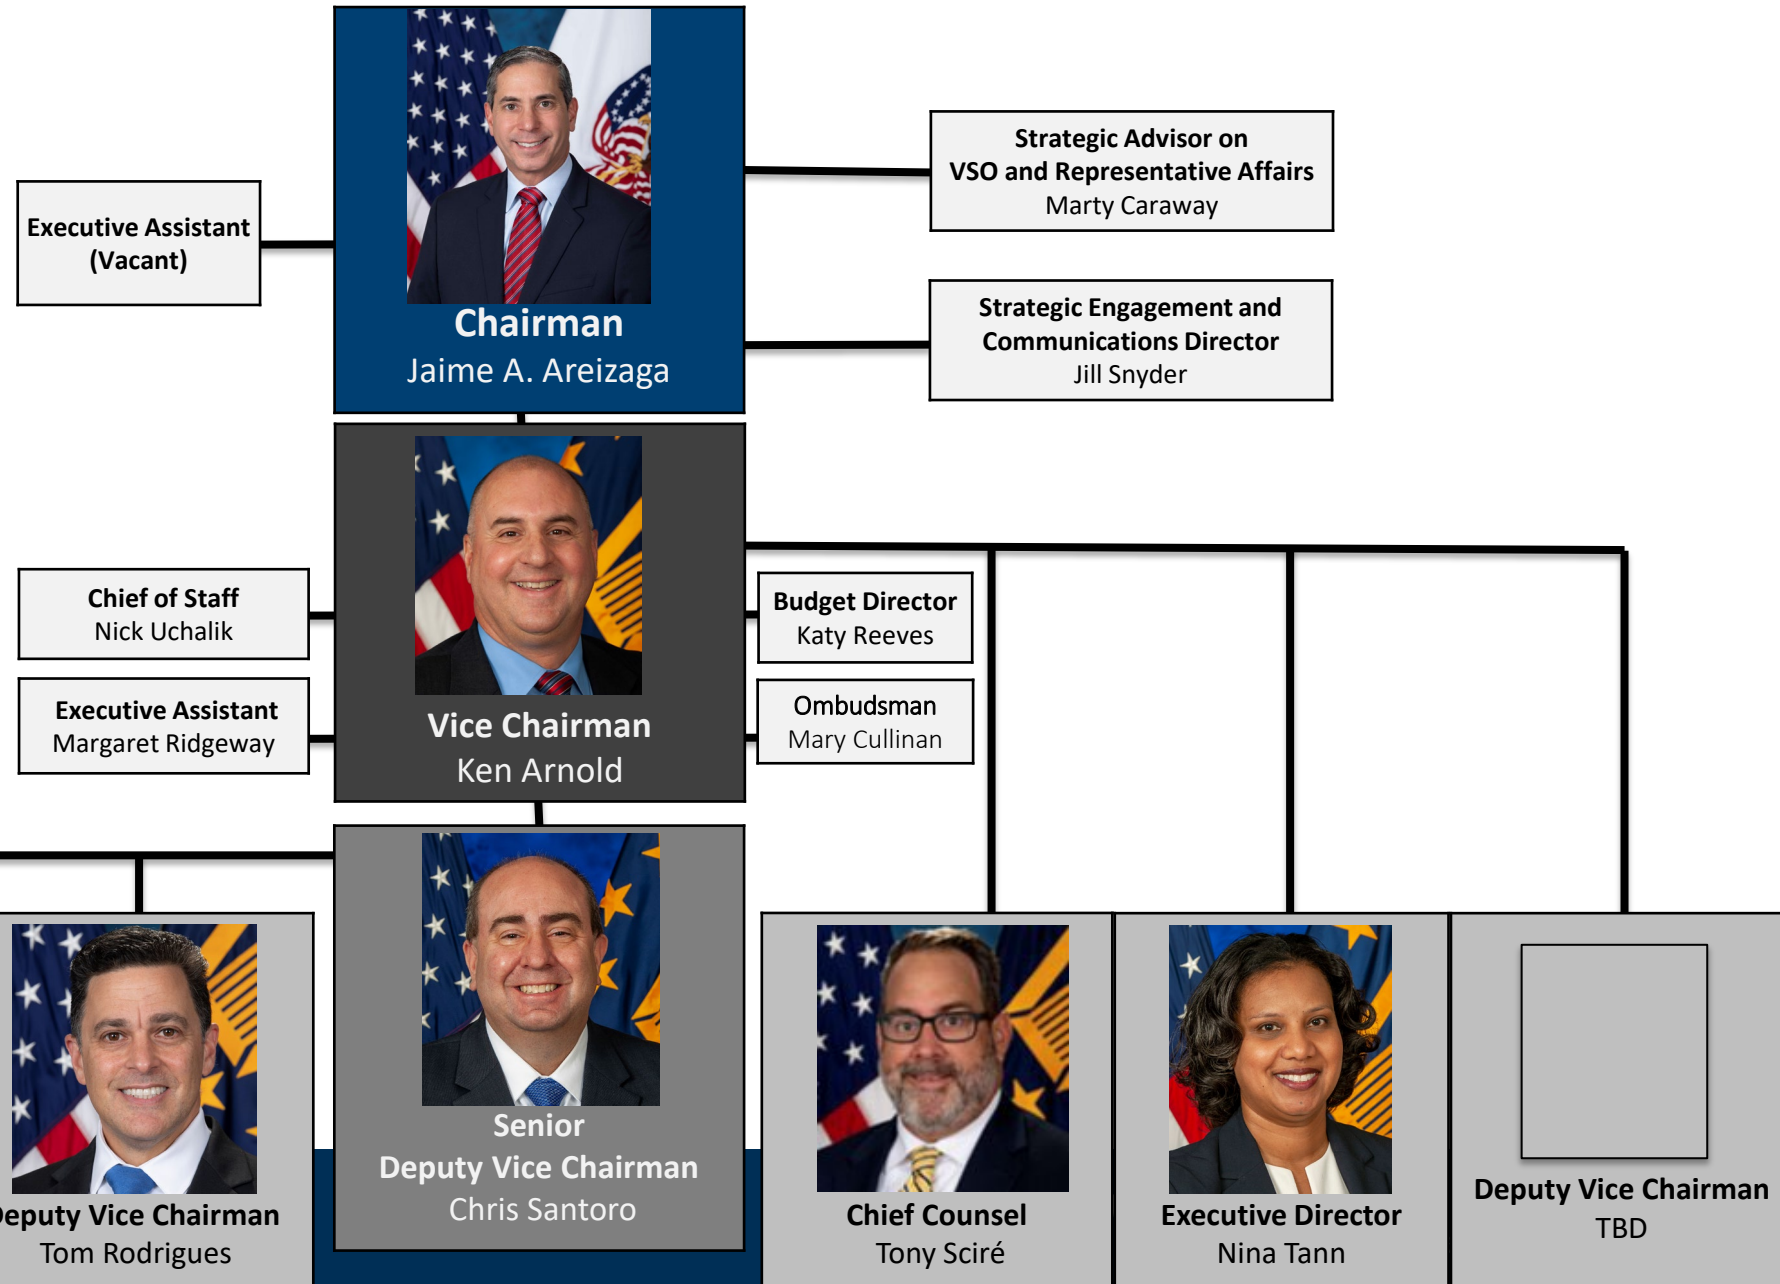 Strategic Advisor on
VSO and Representative Affairs
Marty Caraway
Executive Assistant
(Vacant)
Strategic Engagement and
Communications Director
Jill Snyder
Chairman
Jaime A. Areizaga
Chief of Staff
Nick Uchalik
Budget Director
Katy Reeves
Executive Assistant
Margaret Ridgeway
Ombudsman
Mary Cullinan
Vice Chairman
Ken Arnold
Senior
Deputy Vice Chairman
Chris Santoro
Deputy Vice Chairman
Tom Rodrigues
Chief Counsel
Tony Sciré
Executive Director
Nina Tann
Deputy Vice Chairman
TBD